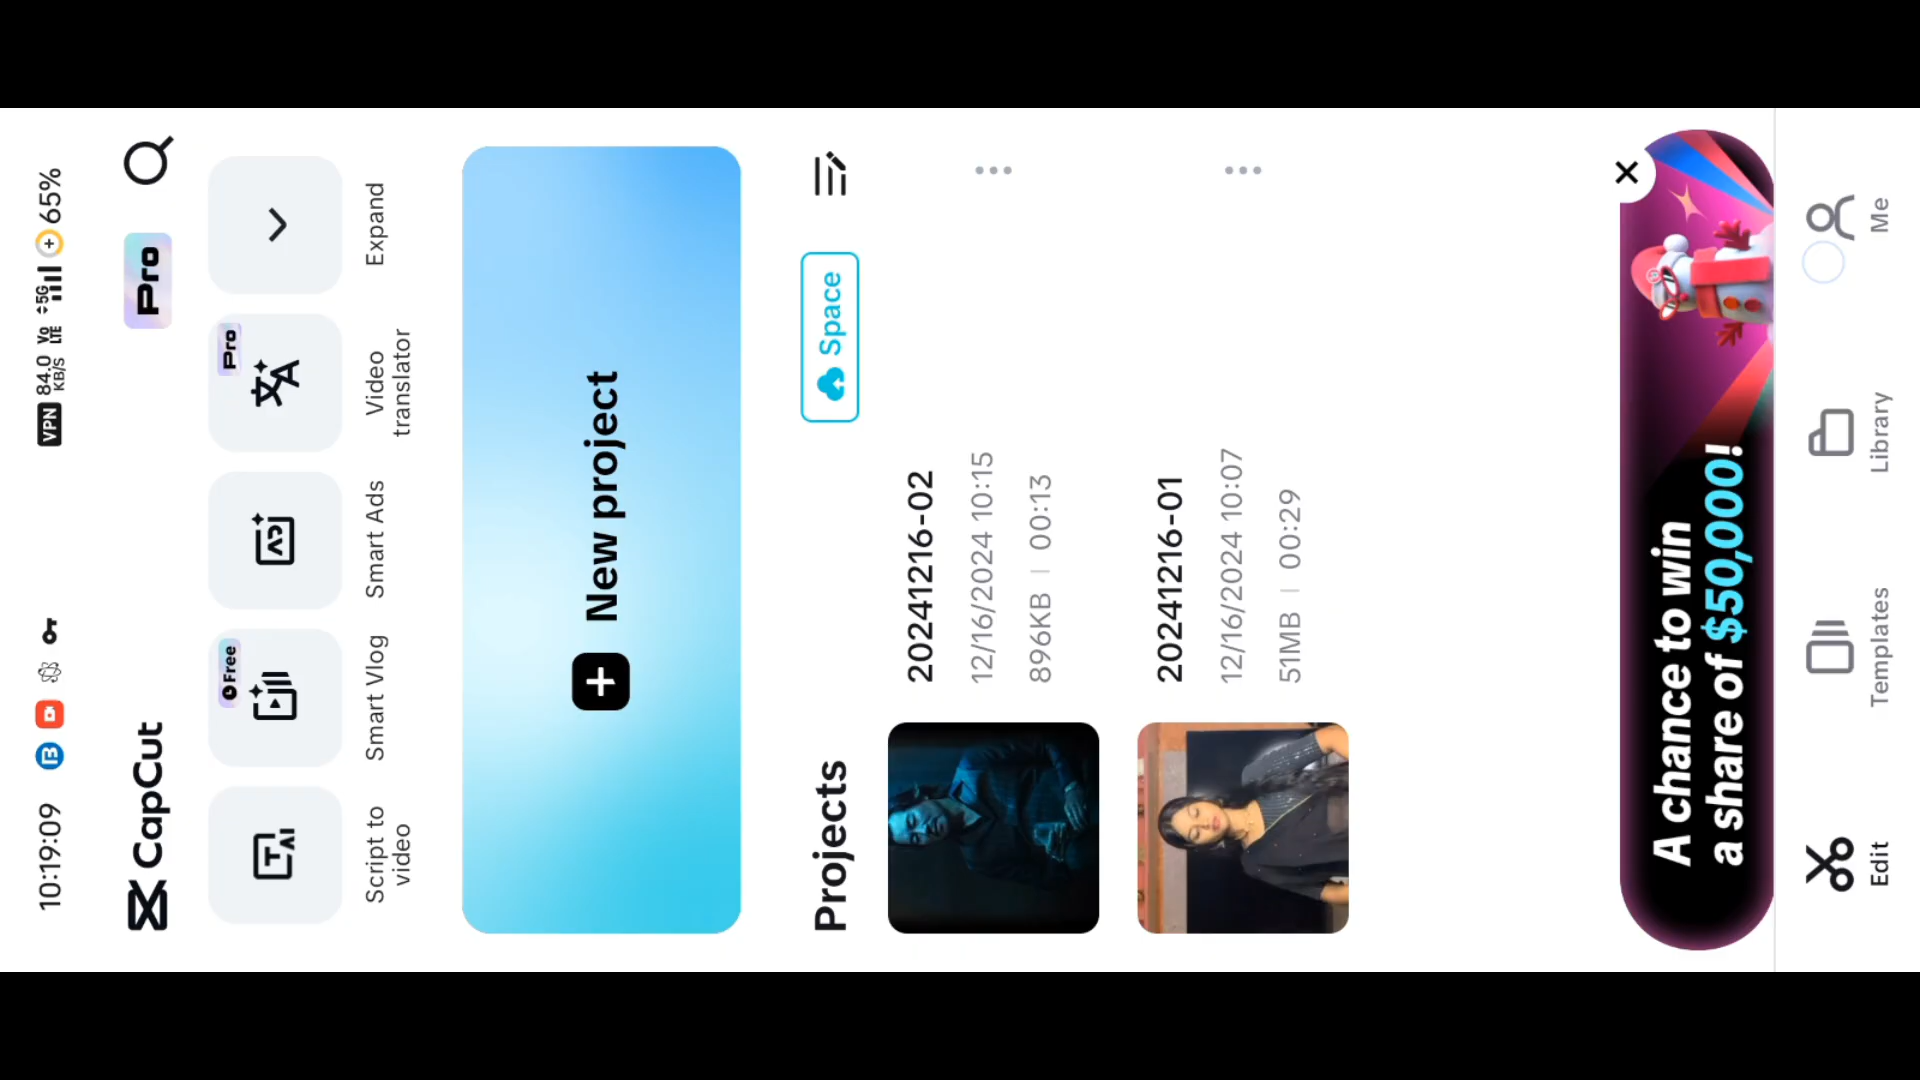 10:19:09
VPN 84.0 KB/s Vo LTE 5G 65%
CapCut
Pro
Free
Pro
Script to video
Smart Vlog
Smart Ads
Video translator
Expand
New project
Projects
Space
20241216-02
12/16/2024 10:15
896KB | 00:13
20241216-01
12/16/2024 10:07
51MB | 00:29
A chance to win
a share of $50,000!
Edit
Templates
Library
Me